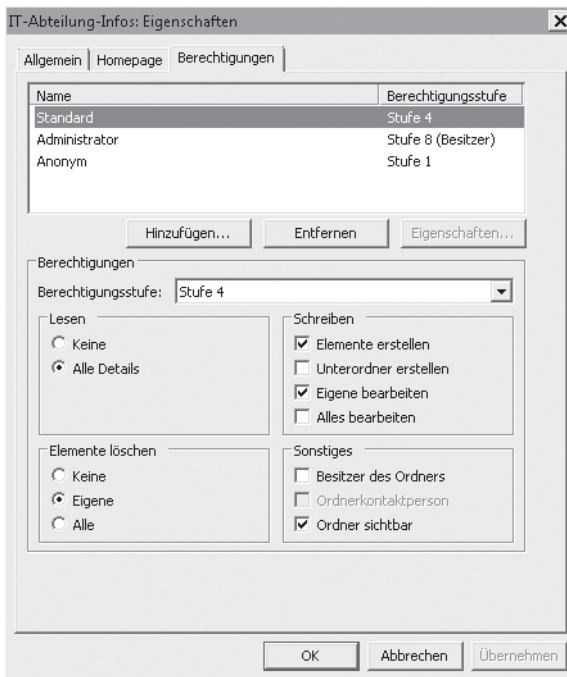 IT-Abteilung-Infos: Eigenschaften
Allgemein Homepage Berechtigungen
Name Berechtigungsstufe
Standard Stufe 4
Administrator Stufe 8 (Besitzer)
Anonym Stufe 1
Hinzufügen... Entfernen Eigenschaften...
Berechtigungen
Berechtigungsstufe: Stufe 4
Lesen
Keine
Alle Details
Schreiben
Elemente erstellen
Unterordner erstellen
Eigene bearbeiten
Alles bearbeiten
Elemente löschen
Keine
Eigene
Alle
Sonstiges
Besitzer des Ordners
Ordnerkontaktperson
Ordner sichtbar
OK Abbrechen Übernehmen